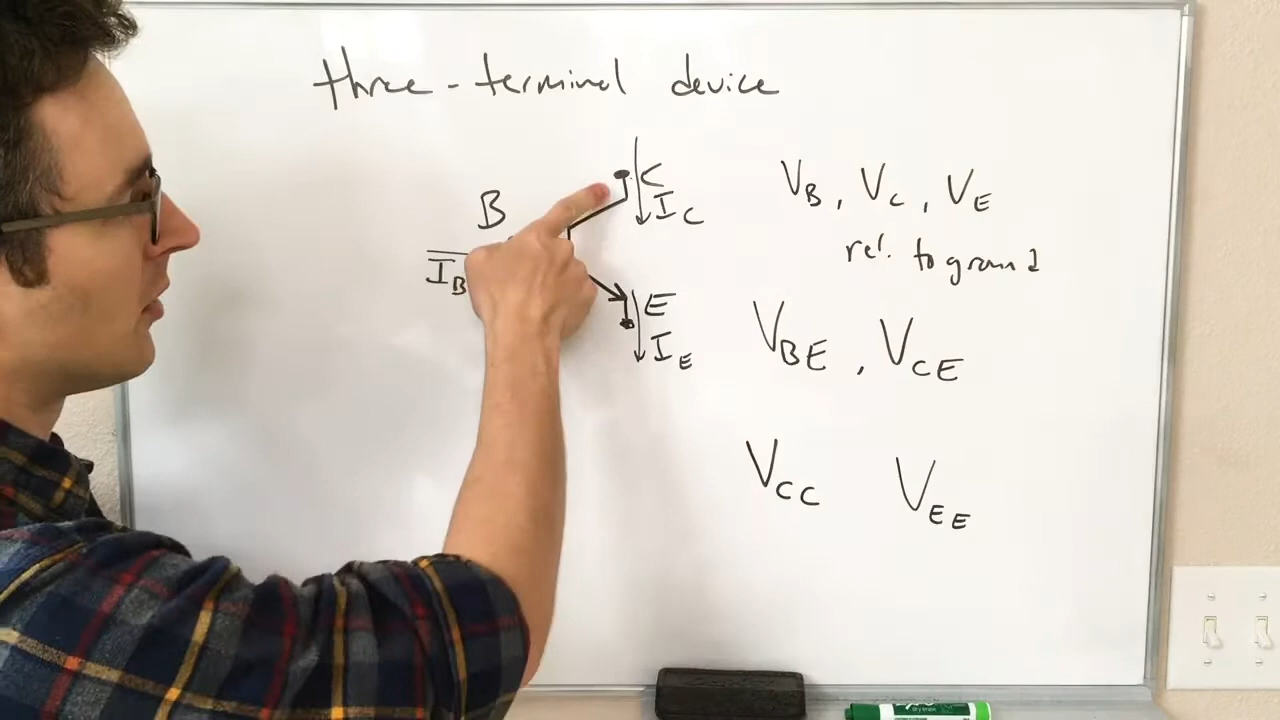 three-terminal device
C
B
I_C
V_B, V_C, V_E
rel. to ground
I_B
E
I_E
V_BE, V_CE
V_CC V_EE